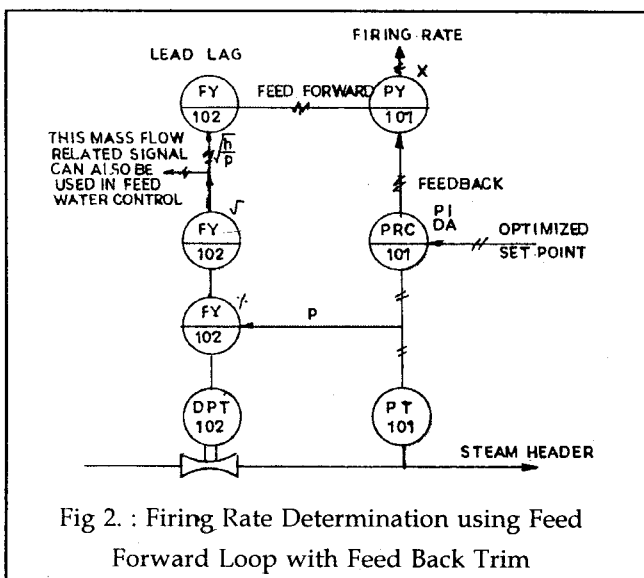 FIRING RATE
LEAD LAG
X
FY
102
FEED FORWARD
PY
101
THIS MASS FLOW
RELATED SIGNAL
CAN ALSO BE
USED IN FEED
WATER CONTROL
√h/p
FEEDBACK
√
FY
102
PRC
101
PI
DA
OPTIMIZED
SET POINT
FY
102
P
DPT
102
PT
101
STEAM HEADER
Fig 2. : Firing Rate Determination using Feed
Forward Loop with Feed Back Trim